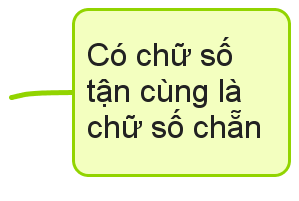 Có chữ số
tận cùng là
chữ số chẵn